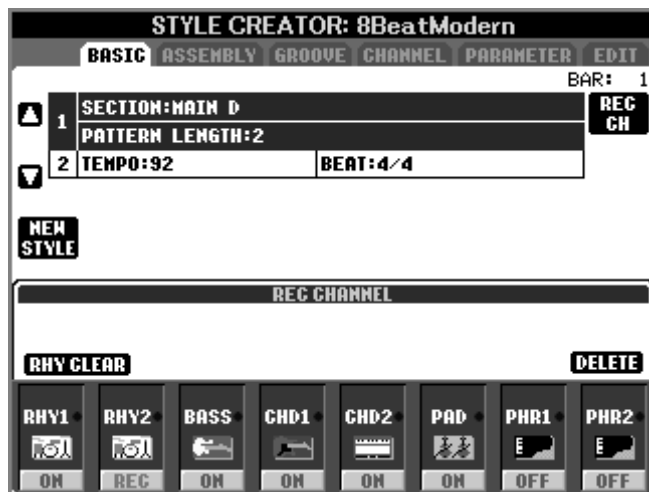 STYLE CREATOR: 8BeatModern
BASIC ASSEMBLY GROOVE CHANNEL PARAMETER EDIT
BAR: 1
1 SECTION:MAIN D
REC CH
PATTERN LENGTH:2
2 TEMPO:92 BEAT:4/4
NEW
STYLE
REC CHANNEL
RHY CLEAR DELETE
RHY1 RHY2 BASS CHD1 CHD2 PAD PHR1 PHR2
ON REC ON ON ON ON OFF OFF